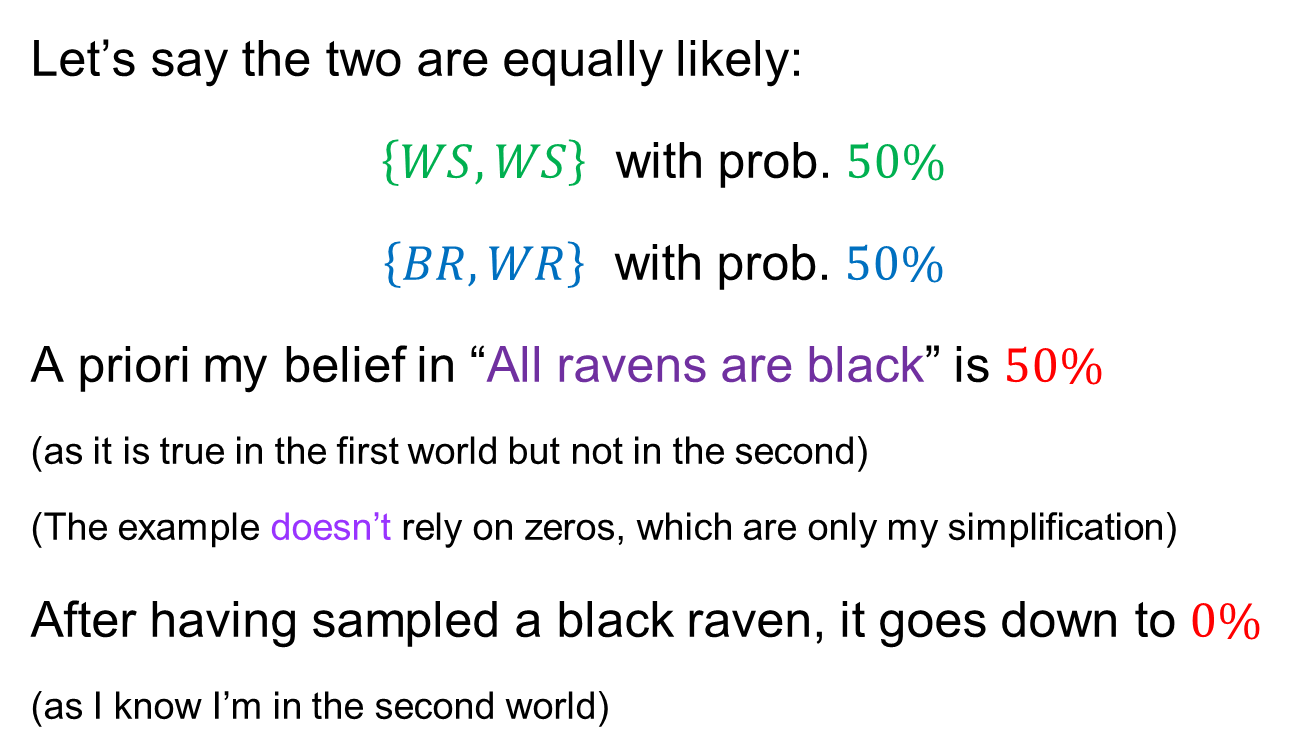 Let’s say the two are equally likely:
{WS, WS} with prob. 50%
{BR, WR} with prob. 50%
A priori my belief in “All ravens are black” is 50%
(as it is true in the first world but not in the second)
(The example doesn’t rely on zeros, which are only my simplification)
After having sampled a black raven, it goes down to 0%
(as I know I’m in the second world)